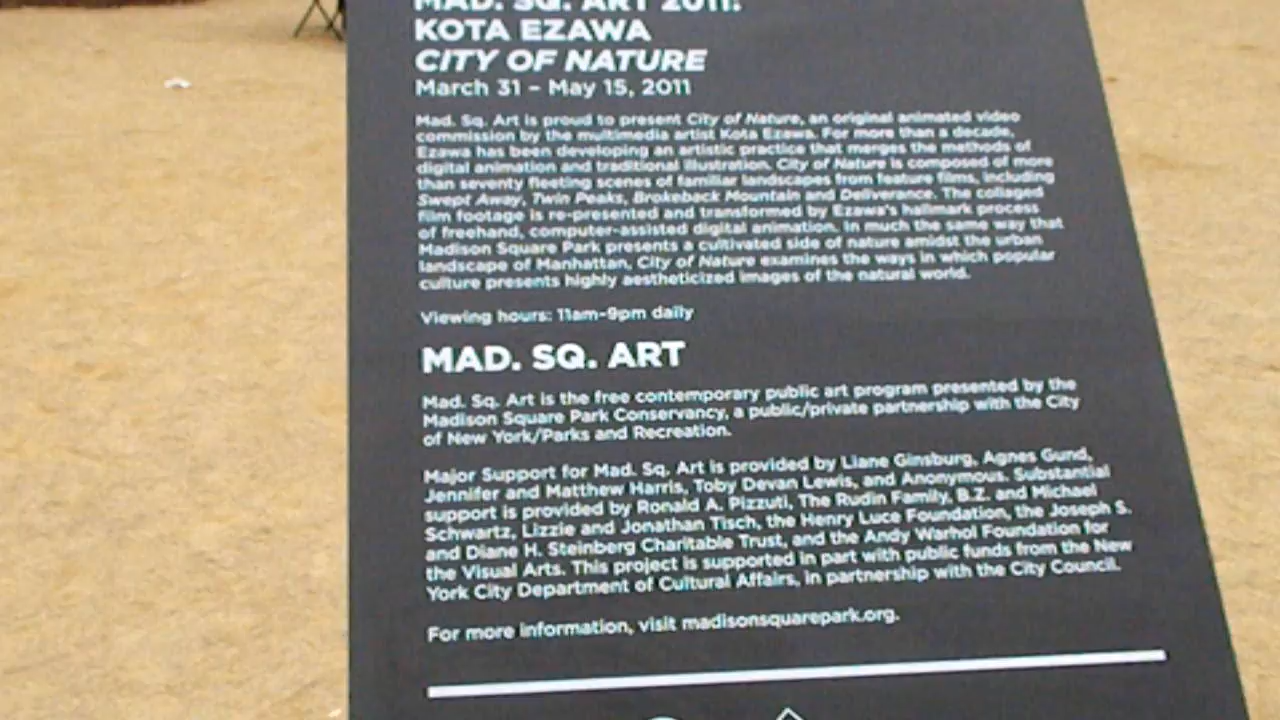 MAD. SQ. ART 2011:
KOTA EZAWA
CITY OF NATURE
March 31 – May 15, 2011
Mad. Sq. Art is proud to present City of Nature, an original animated video
commission by the multimedia artist Kota Ezawa. For more than a decade,
Ezawa has been developing an artistic practice that merges the methods of
digital animation and traditional illustration. City of Nature is composed of more
than seventy fleeting scenes of familiar landscapes from feature films, including
Swept Away, Twin Peaks, Brokeback Mountain and Deliverance. The collaged
film footage is re-presented and transformed by Ezawa's hallmark process
of freehand, computer-assisted digital animation. In much the same way that
Madison Square Park presents a cultivated side of nature amidst the urban
landscape of Manhattan, City of Nature examines the ways in which popular
culture presents highly aestheticized images of the natural world.
Viewing hours: 11am-9pm daily
MAD. SQ. ART
Mad. Sq. Art is the free contemporary public art program presented by the
Madison Square Park Conservancy, a public/private partnership with the City
of New York/Parks and Recreation.
Major Support for Mad. Sq. Art is provided by Liane Ginsburg, Agnes Gund,
Jennifer and Matthew Harris, Toby Devan Lewis, and Anonymous. Substantial
support is provided by Ronald A. Pizzuti, The Rudin Family, B.Z. and Michael
Schwartz, Lizzie and Jonathan Tisch, the Henry Luce Foundation, the Joseph S.
and Diane H. Steinberg Charitable Trust, and the Andy Warhol Foundation for
the Visual Arts. This project is supported in part with public funds from the New
York City Department of Cultural Affairs, in partnership with the City Council.
For more information, visit madisonsquarepark.org.